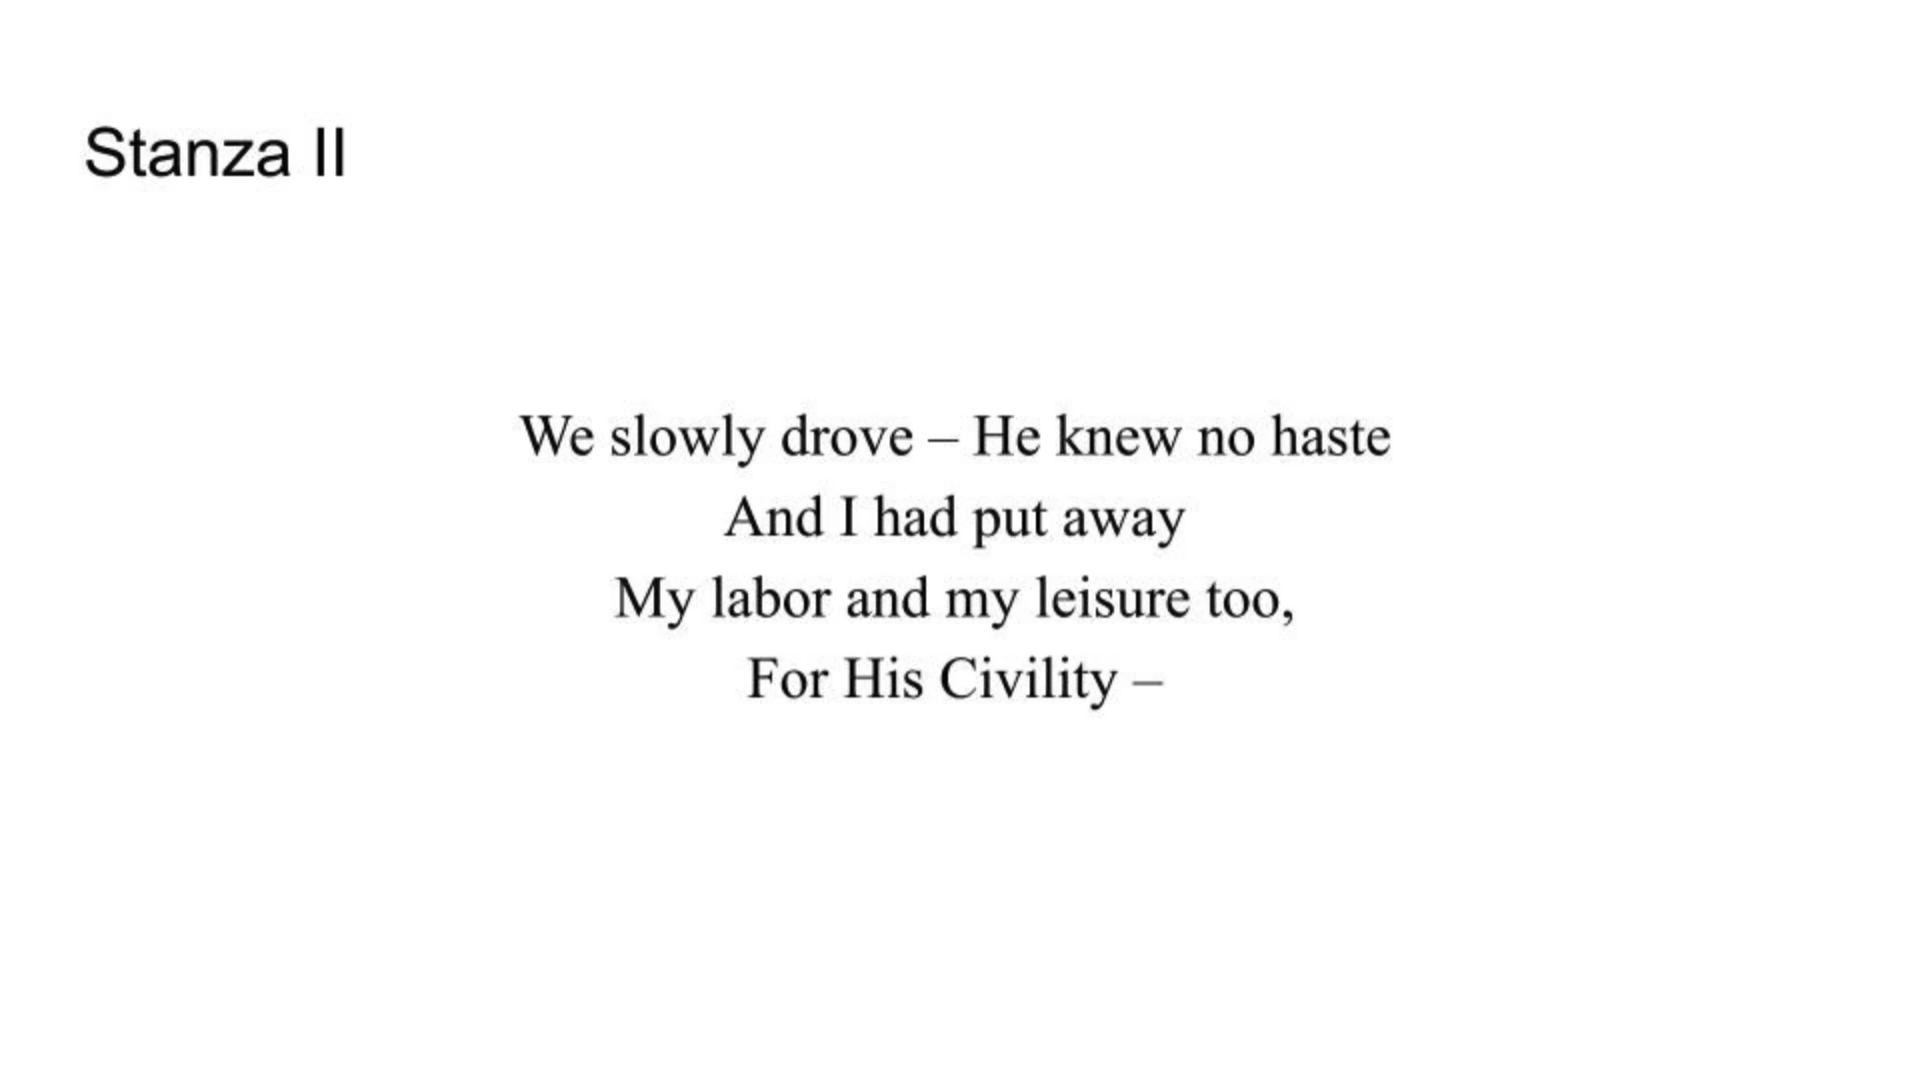 Stanza II
We slowly drove – He knew no haste
And I had put away
My labor and my leisure too,
For His Civility –